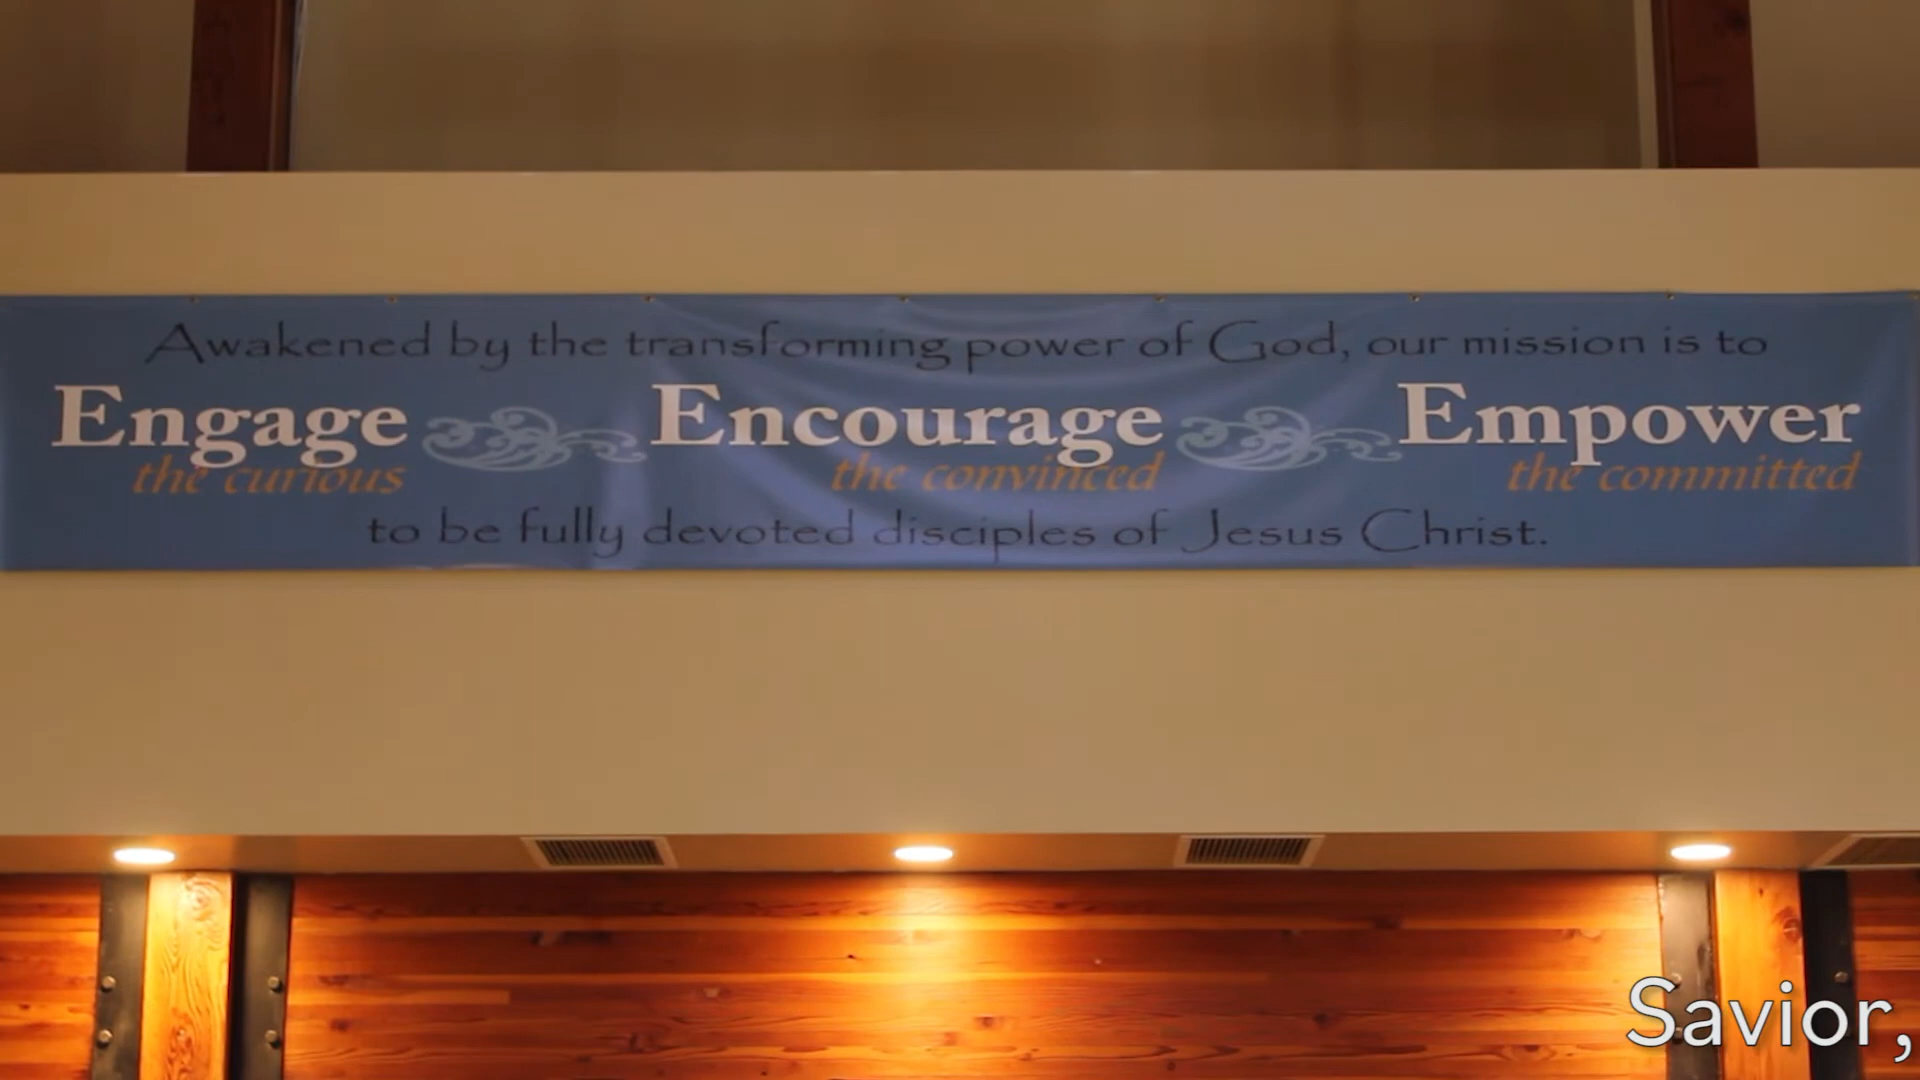 Awakened by the transforming power of God, our mission is to
Engage Encourage Empower
the curious the convinced the committed
to be fully devoted disciples of Jesus Christ.
Savior,